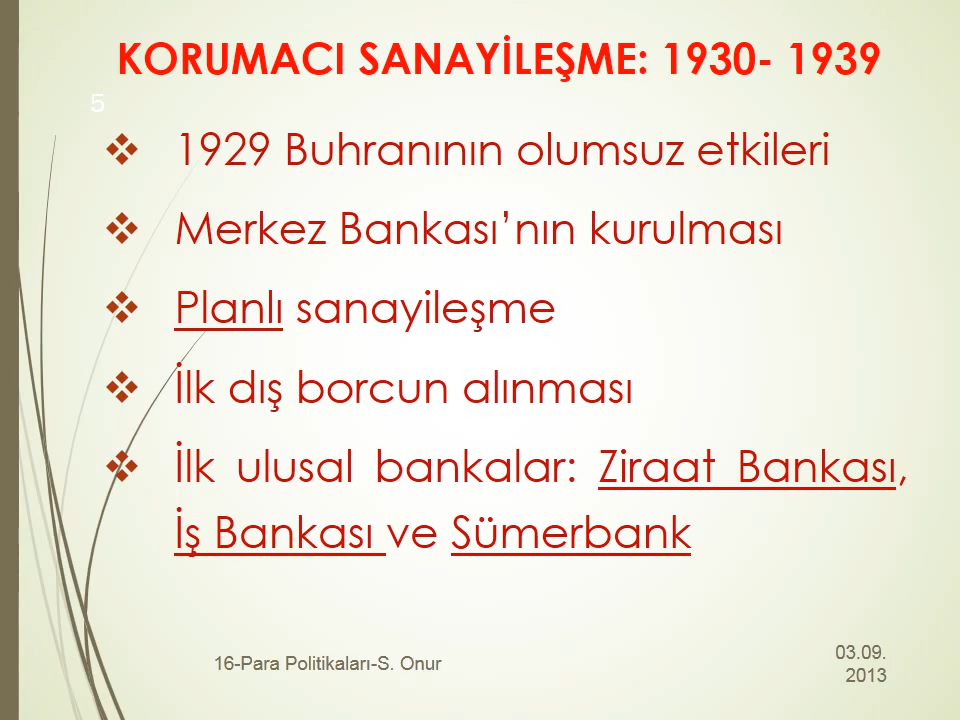 KORUMACI SANAYİLEŞME: 1930- 1939
5
1929 Buhranının olumsuz etkileri
Merkez Bankası’nın kurulması
Planlı sanayileşme
İlk dış borcun alınması
İlk ulusal bankalar: Ziraat Bankası,
İş Bankası ve Sümerbank
16-Para Politikaları-S. Onur
03.09.
2013